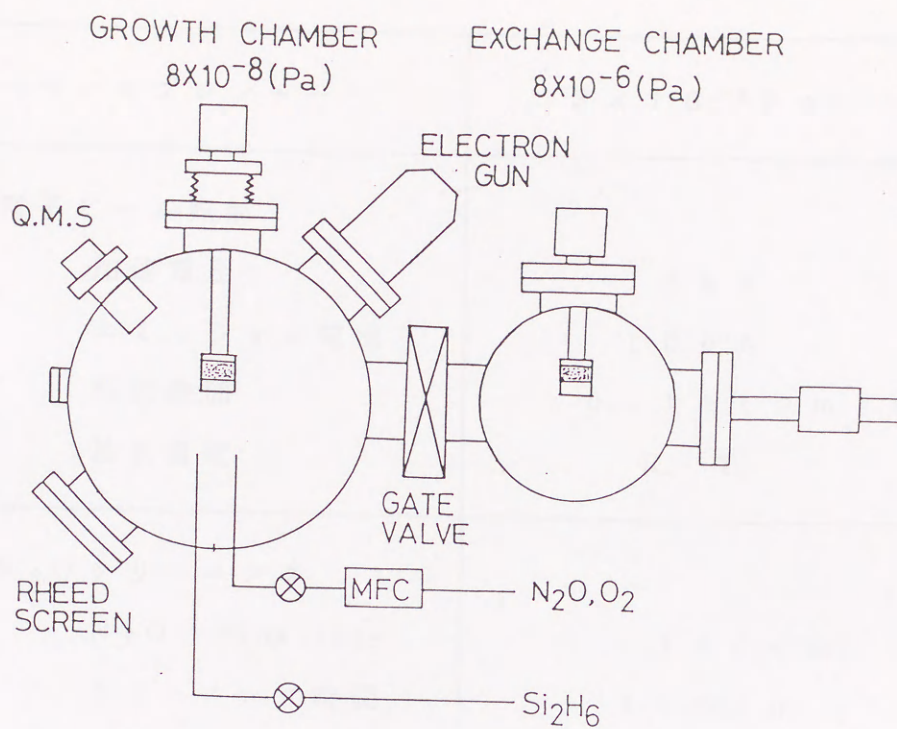 GROWTH CHAMBER
8X10⁻⁸(Pa)
EXCHANGE CHAMBER
8X10⁻⁶(Pa)
ELECTRON
GUN
Q.M.S
GATE
VALVE
RHEED
SCREEN
MFC
N₂O,O₂
Si₂H₆